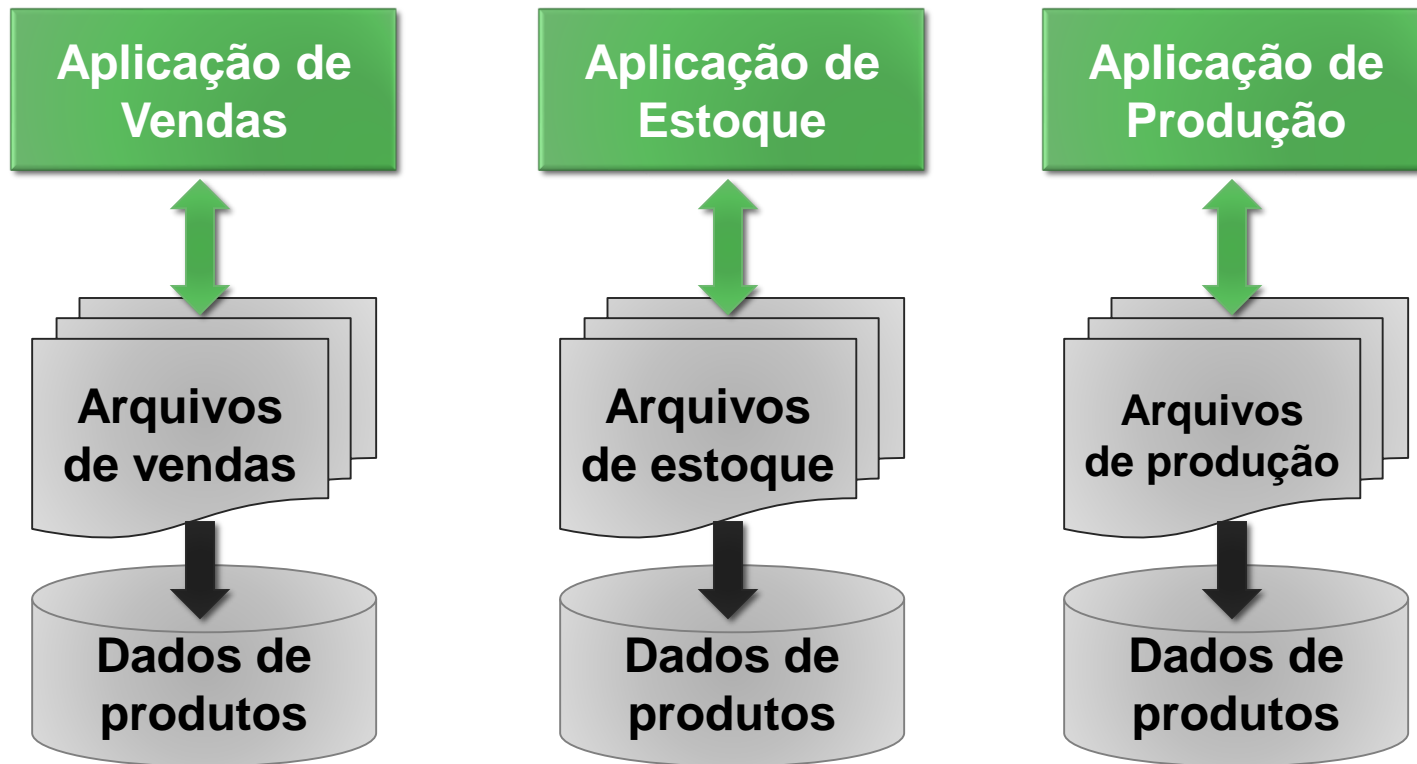 Aplicação de
Vendas
Aplicação de
Estoque
Aplicação de
Produção
Arquivos
de vendas
Arquivos
de estoque
Arquivos
de produção
Dados de
produtos
Dados de
produtos
Dados de
produtos